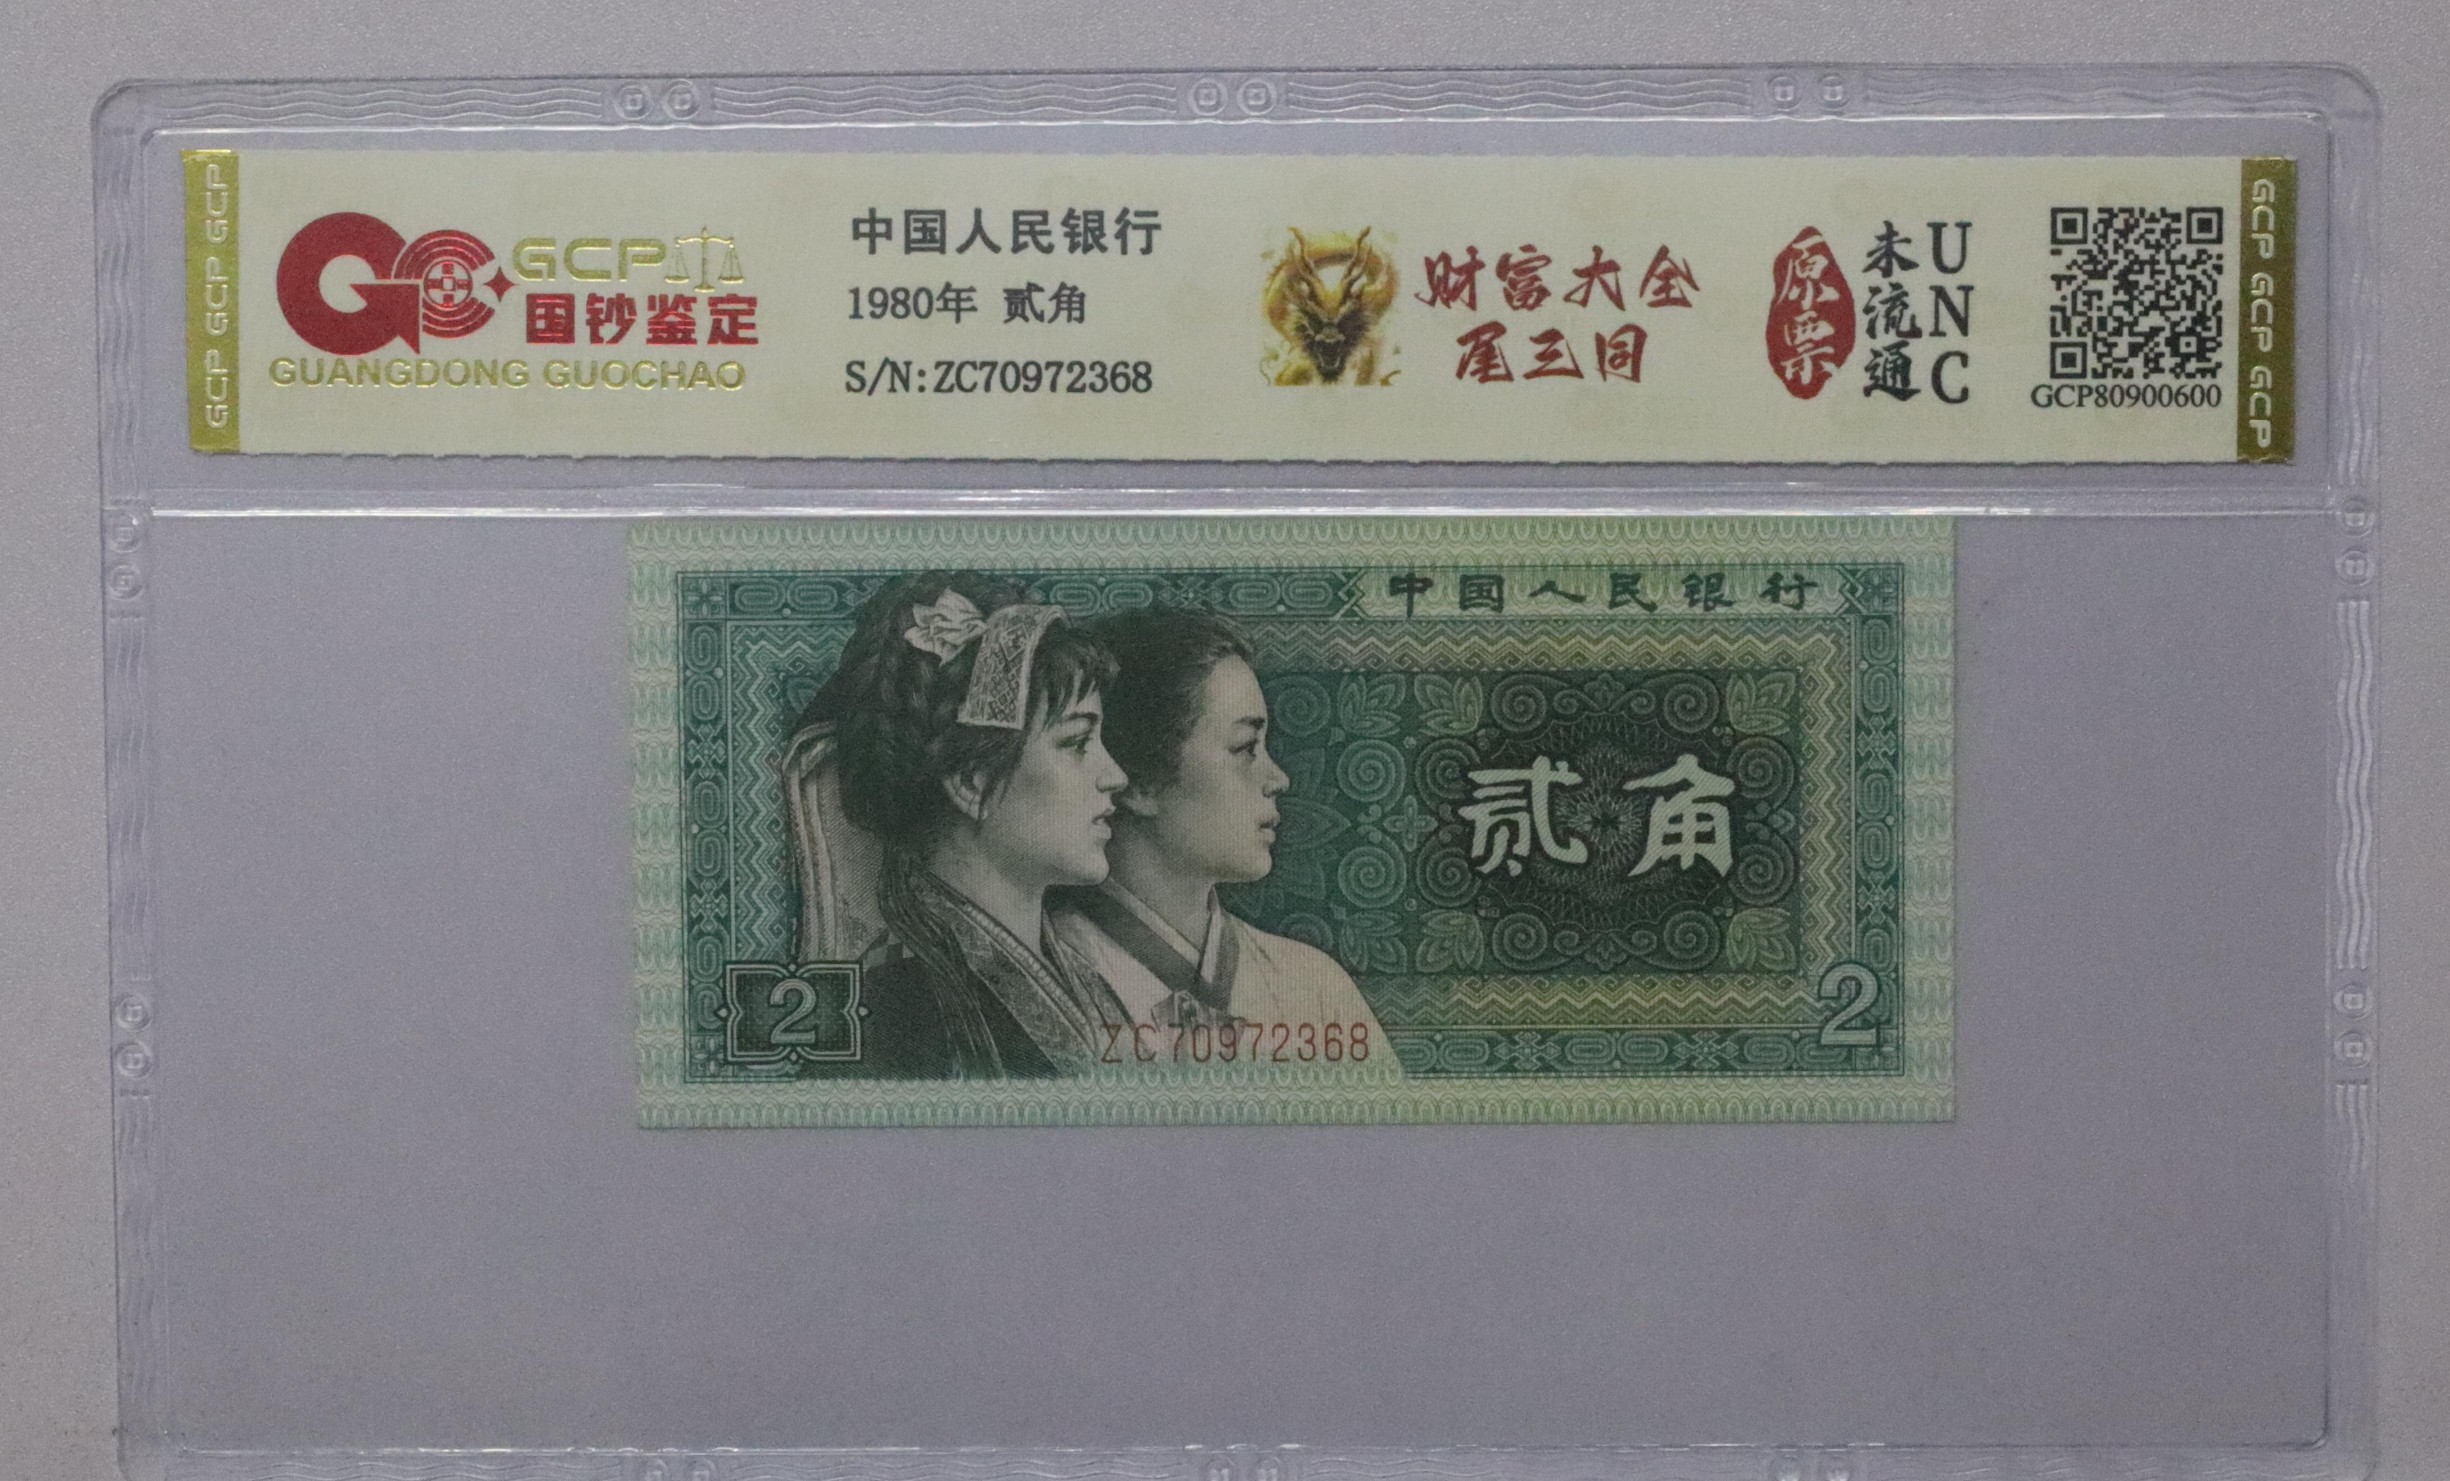 GCP GCP GCP
GCP
国钞鉴定
GUANGDONG GUOCHAO
中国人民银行
1980年 贰角
S/N:ZC70972368
财富大全
尾三同
原票
未流通
UNC
GCP80900600
GCP GCP GCP
中国人民银行
贰角
2
2
ZC70972368